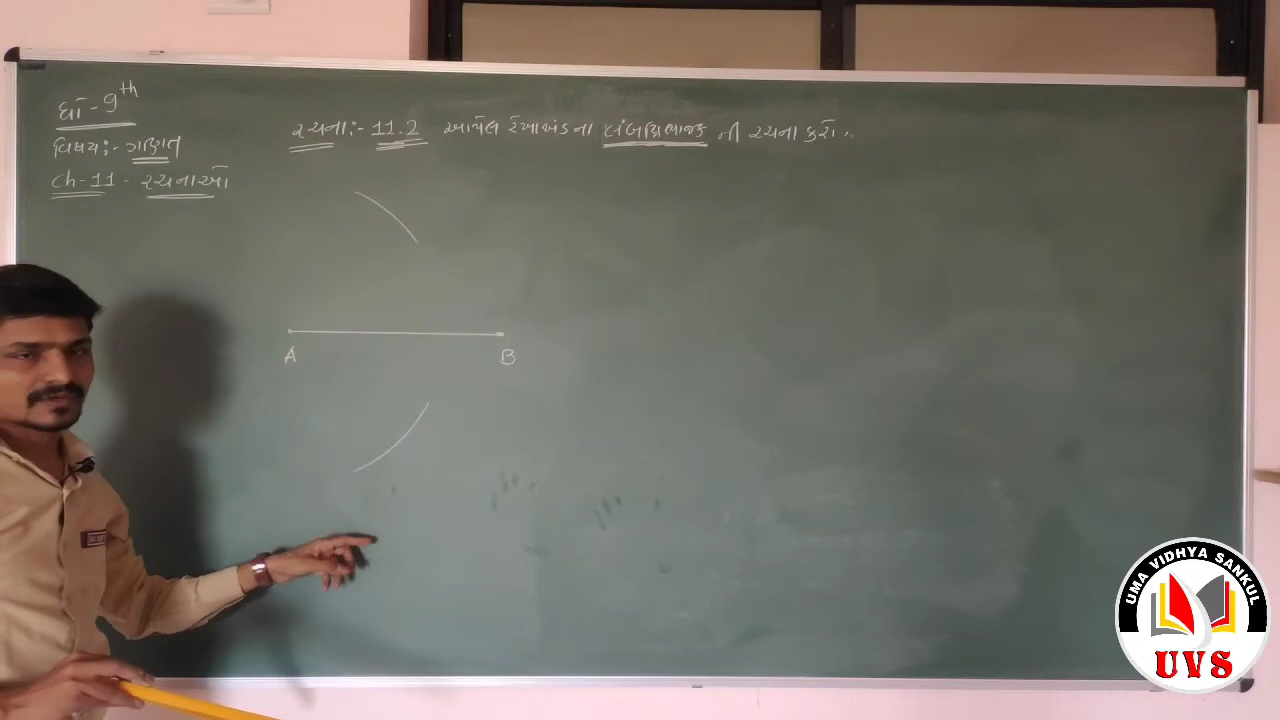 ધો - 9th
વિષય:- ગણિત
Ch-11 - રચનાઓ
રચના:- 11.2 આપેલ રેખાખંડના લંબદ્વિભાજક ની રચના કરો.
A B
UMA VIDHYA SANKUL
UVS